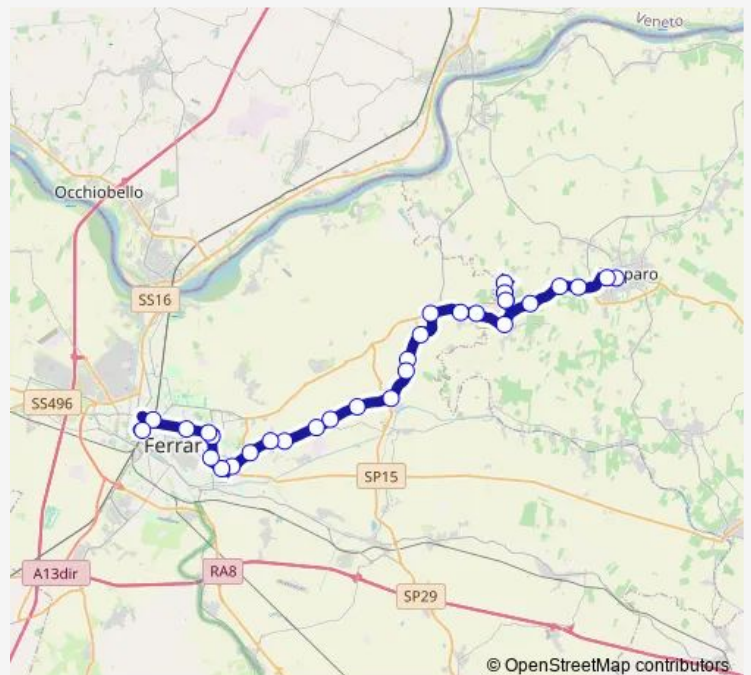 Veneto
Occhiobello
SS16
paro
SS496
Ferrar
SP15
A13dir
RA8
SP29
© OpenStreetMap contributors